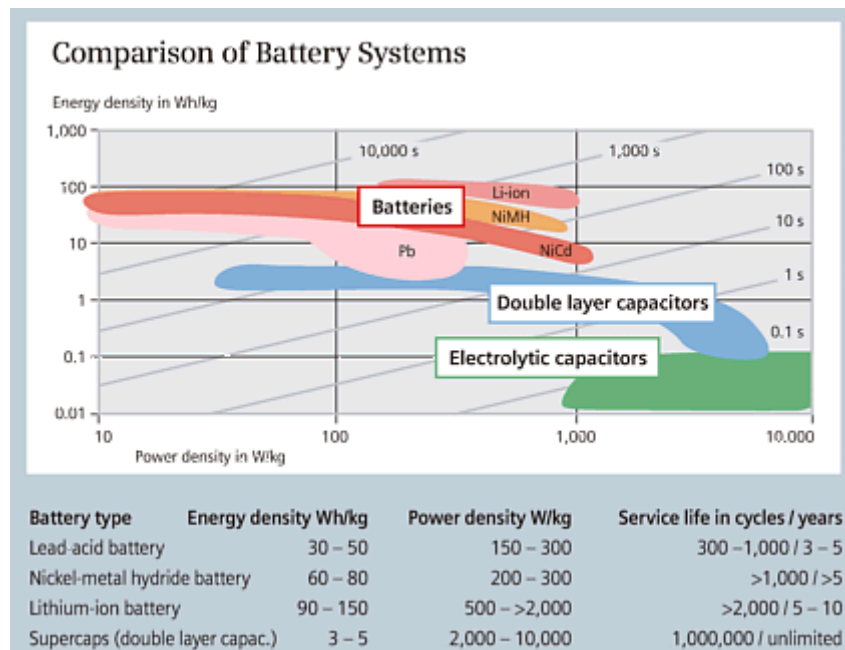 Comparison of Battery Systems
Energy density in Wh/kg
1,000
10,000 s
1,000 s
100 s
100
Li-ion
Batteries
NiMH
10 s
10
Pb
NiCd
1 s
1
Double layer capacitors
0.1 s
0.1
Electrolytic capacitors
0.01
10
100
1,000
10.000
Power density in W/kg
Battery type Energy density Wh/kg Power density W/kg Service life in cycles / years
Lead-acid battery 30 – 50 150 – 300 300 –1,000 / 3 – 5
Nickel-metal hydride battery 60 – 80 200 – 300 >1,000 / >5
Lithium-ion battery 90 – 150 500 – >2,000 >2,000 / 5 – 10
Supercaps (double layer capac.) 3 – 5 2,000 – 10,000 1,000,000 / unlimited